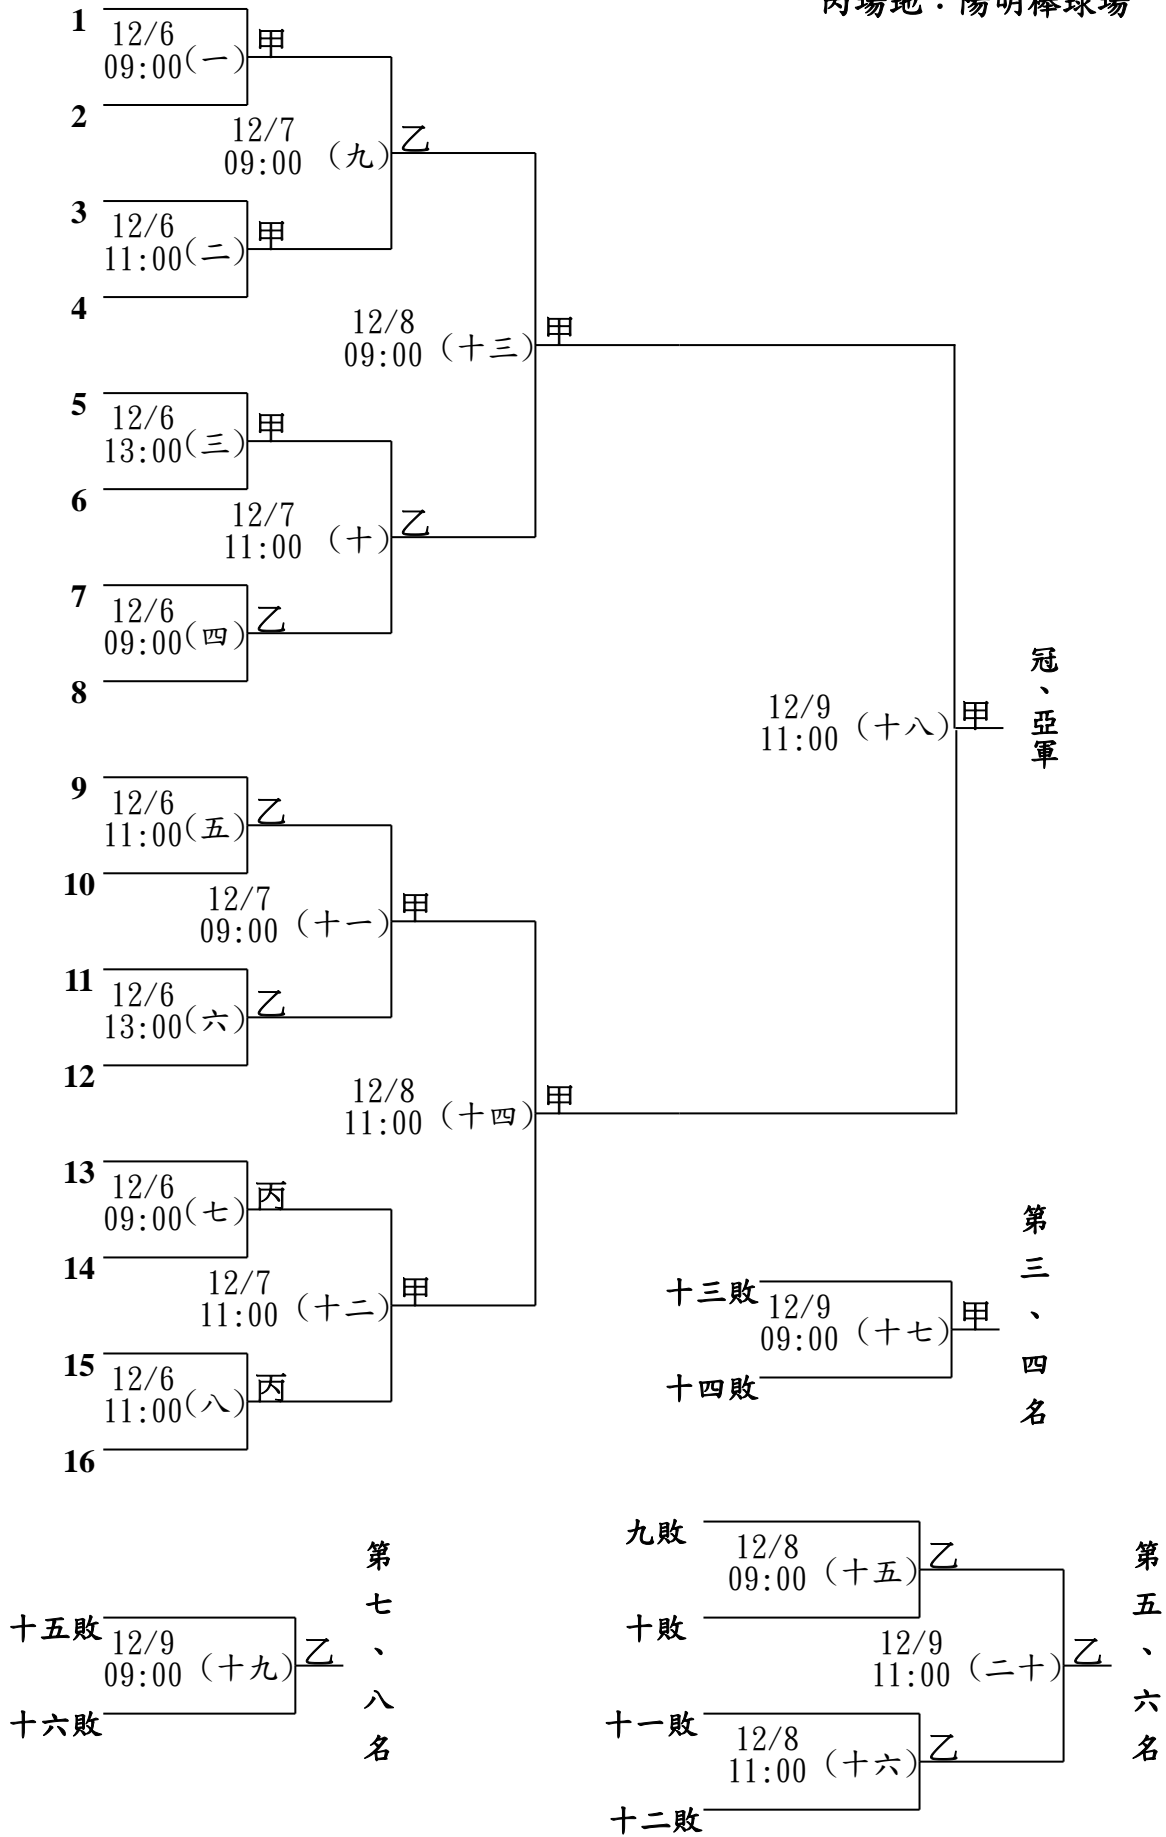 丙場地：陽明棒球場
1
12/6
09:00(一)
甲
2
12/7
09:00 (九)
乙
3
12/6
11:00(二)
甲
4
12/8
09:00 (十三)
甲
5
12/6
13:00(三)
甲
6
12/7
11:00 (十)
乙
7
12/6
09:00(四)
乙
8
12/9
11:00 (十八)
甲
冠、亞軍
9
12/6
11:00(五)
乙
10
12/7
09:00 (十一)
甲
11
12/6
13:00(六)
乙
12
12/8
11:00 (十四)
甲
13
12/6
09:00(七)
丙
14
12/7
11:00 (十二)
甲
15
12/6
11:00(八)
丙
16
十三敗
12/9
09:00 (十七)
甲
十四敗
第三、四名
十五敗
12/9
09:00 (十九)
乙
十六敗
第七、八名
九敗
12/8
09:00 (十五)
乙
十敗
12/9
11:00 (二十)
乙
十一敗
12/8
11:00 (十六)
乙
十二敗
第五、六名